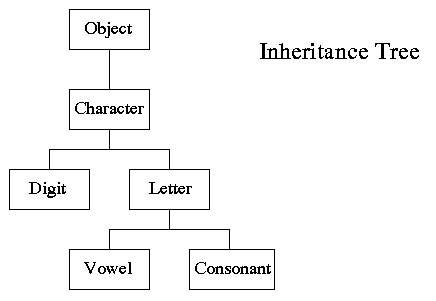 Object
Inheritance Tree
Character
Digit
Letter
Vowel
Consonant